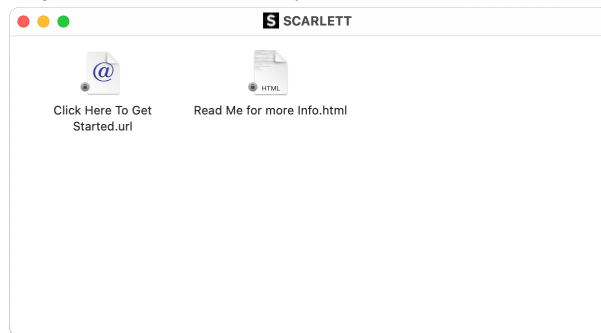 S SCARLETT
@
HTML
Click Here To Get
Started.url
Read Me for more Info.html